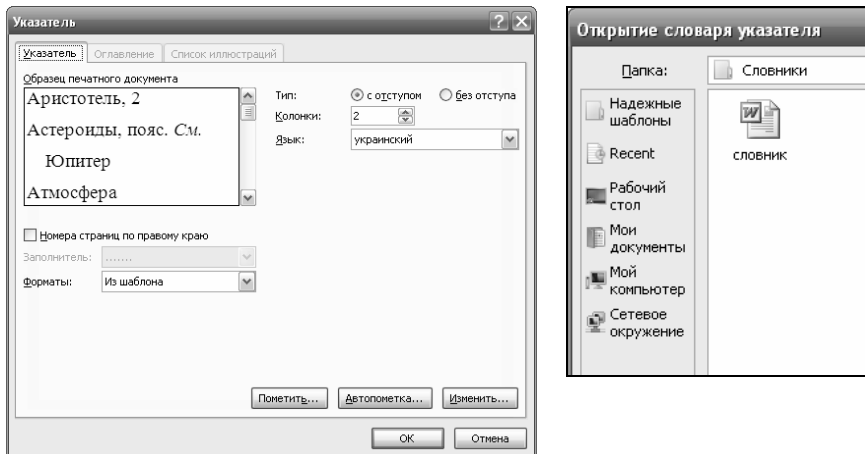 Указатель
Указатель Оглавление Список иллюстраций
Образец печатного документа
Аристотель, 2
Астероиды, пояс. См.
Юпитер
Атмосфера
Тип: с отступом без отступа
Колонки: 2
Язык: украинский
Номера страниц по правому краю
Заполнитель: .......
Форматы: Из шаблона
Пометить... Автопометка... Изменить...
ОК Отмена
Открытие словаря указателя
Папка: Словники
Надежные шаблоны
Recent
Рабочий стол
Мои документы
Мой компьютер
Сетевое окружение
словник